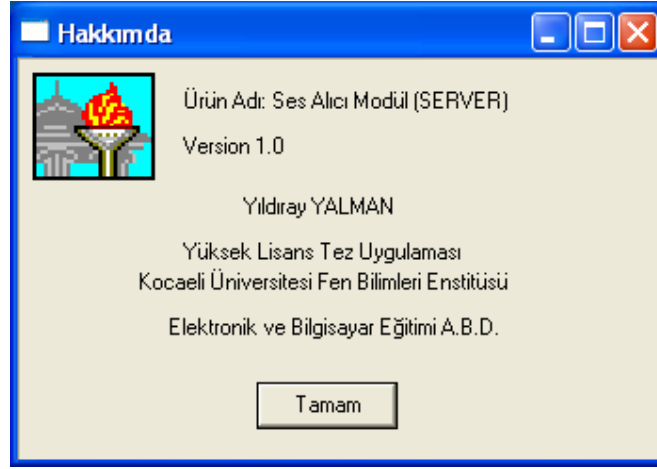 Hakkımda
Ürün Adı: Ses Alıcı Modül (SERVER)
Version 1.0
Yıldıray YALMAN
Yüksek Lisans Tez Uygulaması
Kocaeli Üniversitesi Fen Bilimleri Enstitüsü
Elektronik ve Bilgisayar Eğitimi A.B.D.
Tamam